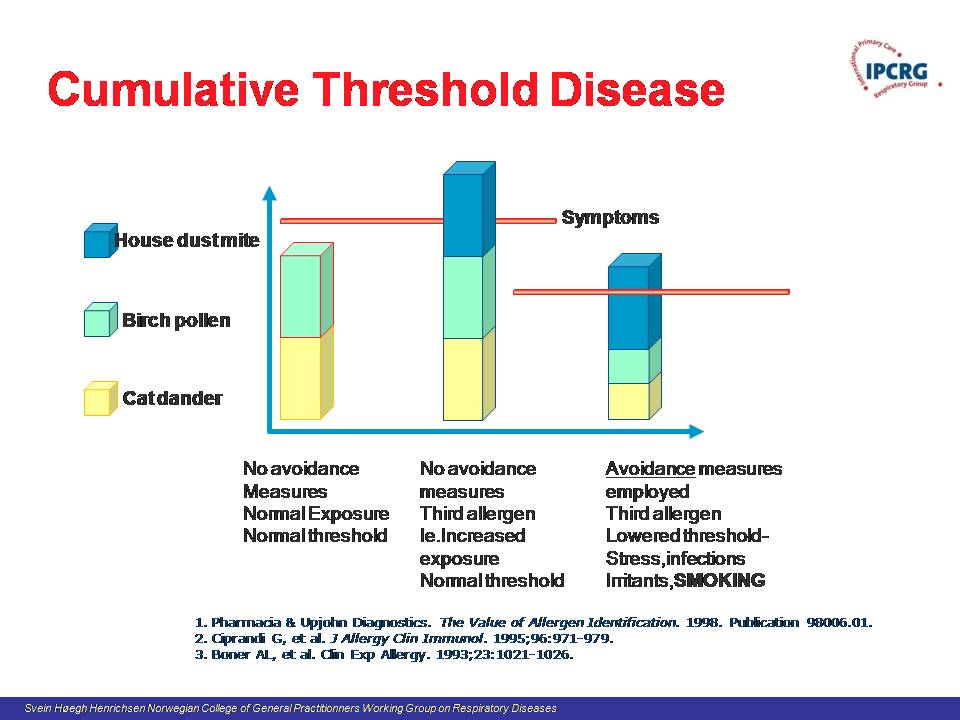 Cumulative Threshold Disease
International Primary Care
IPCRG
Respiratory Group
Symptoms
House dust mite
Birch pollen
Cat dander
No avoidance
Measures
Normal Exposure
Normal threshold
No avoidance
measures
Third allergen
Ie.Increased
exposure
Normal threshold
Avoidance measures
employed
Third allergen
Lowered threshold-
Stress,infections
Irritants,SMOKING
1. Pharmacia & Upjohn Diagnostics. The Value of Allergen Identification. 1998. Publication 98006.01.
2. Ciprandi G, et al. J Allergy Clin Immunol. 1995;96:971-979.
3. Boner AL, et al. Clin Exp Allergy. 1993;23:1021-1026.
Svein Høegh Henrichsen Norwegian College of General Practitionners Working Group on Respiratory Diseases